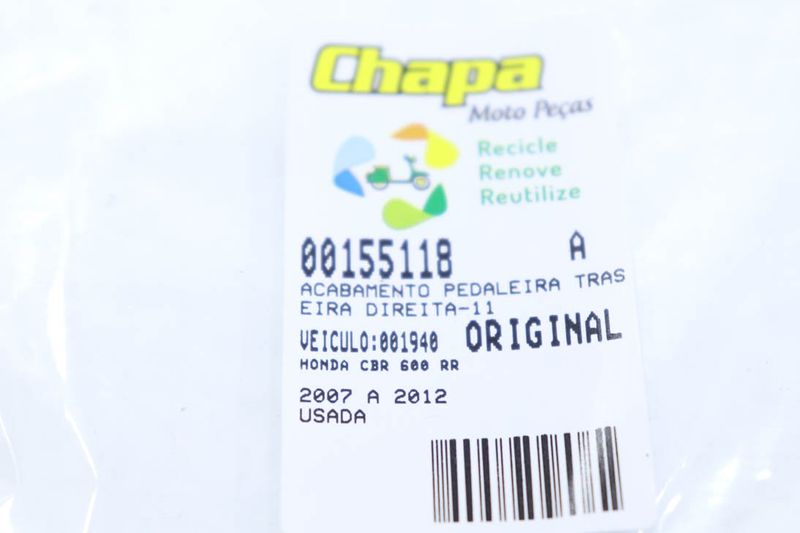 Chapa
Moto Peças
Recicle
Renove
Reutilize
00155118 A
ACABAMENTO PEDALEIRA TRAS
EIRA DIREITA-11
VEICULO:001940 ORIGINAL
HONDA CBR 600 RR
2007 A 2012
USADA